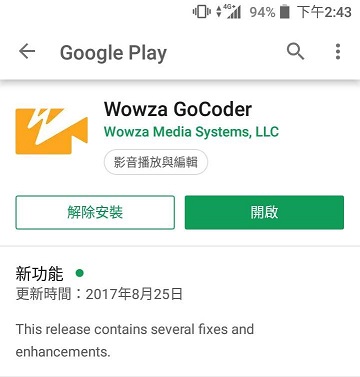 4G+ 94% 下午2:43
Google Play
Wowza GoCoder
Wowza Media Systems, LLC
影音播放與編輯
解除安裝
開啟
新功能
更新時間：2017年8月25日
This release contains several fixes and
enhancements.